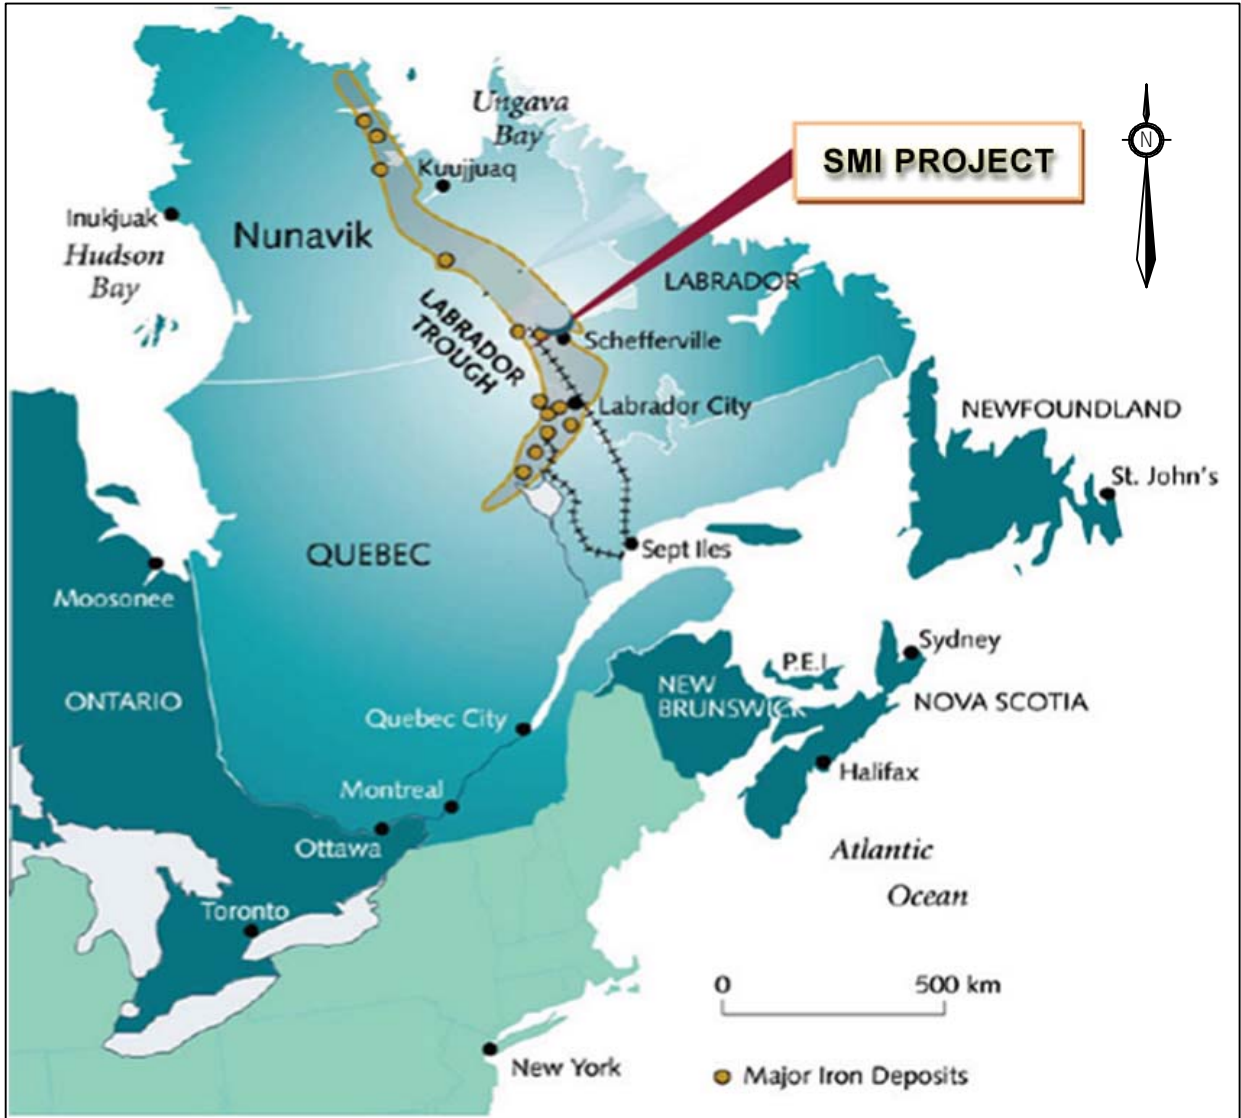 Ungava
Bay
SMI PROJECT
N
Kuujjuaq
Inukjuak
Hudson
Bay
Nunavik
LABRADOR
LABRADOR
TROUGH
Schefferville
Labrador City
NEWFOUNDLAND
St. John's
QUEBEC
Sept Iles
Moosonee
ONTARIO
Sydney
P.E.I.
NEW
BRUNSWICK
NOVA SCOTIA
Quebec City
Halifax
Montreal
Ottawa
Atlantic
Ocean
Toronto
0 500 km
New York
Major Iron Deposits